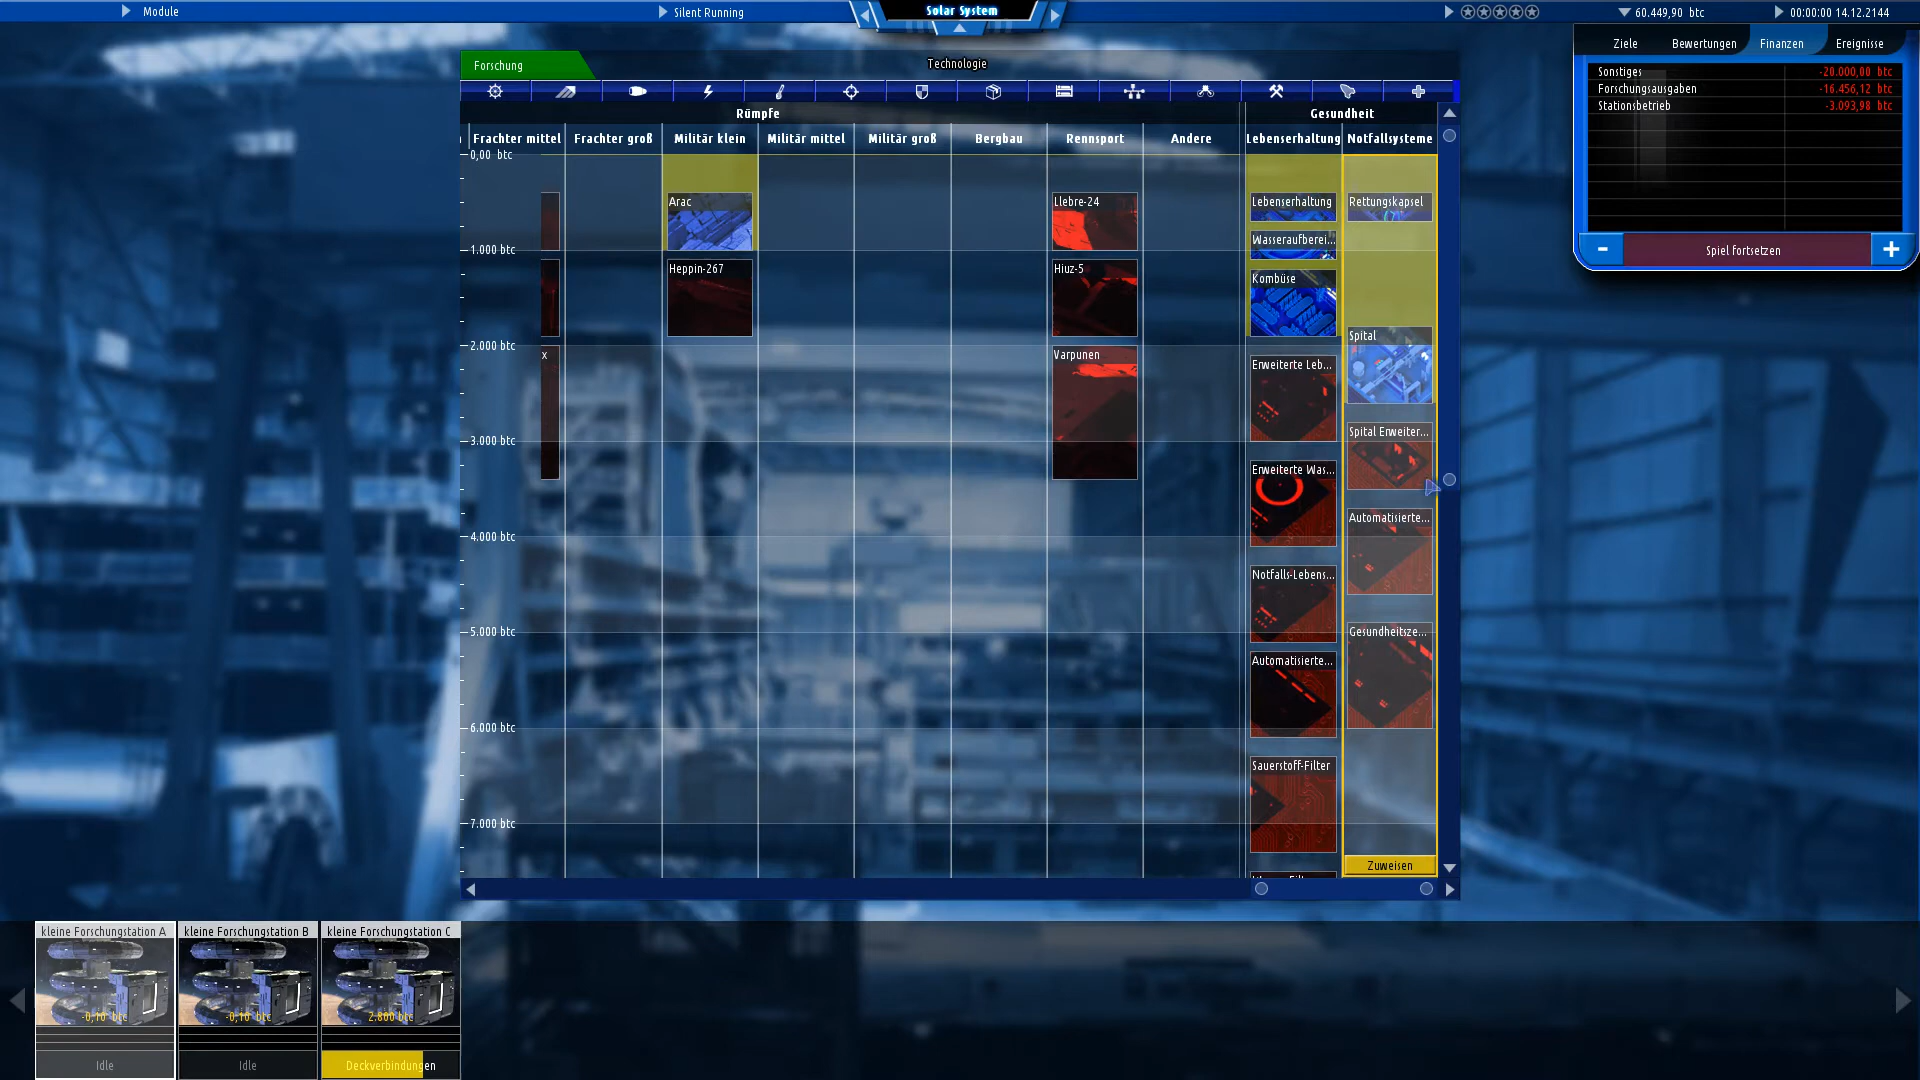 Module
Silent Running
Solar System
60.449,90 btc
00:00:00 14.12.2144
Ziele
Bewertungen
Finanzen
Ereignisse
Sonstiges -20.000,00 btc
Forschungsausgaben -16.456,12 btc
Stationsbetrieb -3.093,98 btc
-
Spiel fortsetzen
+
Forschung
Technologie
Rümpfe
Gesundheit
Frachter mittel
Frachter groß
Militär klein
Militär mittel
Militär groß
Bergbau
Rennsport
Andere
Lebenserhaltung
Notfallsysteme
0,00 btc
1.000 btc
2.000 btc
3.000 btc
4.000 btc
5.000 btc
6.000 btc
7.000 btc
x
Arac
Heppin-267
Llebre-24
Hiuz-5
Varpunen
Lebenserhaltung
Wasseraufberei...
Kombüse
Erweiterte Leb...
Erweiterte Was...
Notfalls-Lebens...
Automatisierte...
Sauerstoff-Filter
Rettungskapsel
Spital
Spital Erweiter...
Automatisierte...
Gesundheitsze...
Zuweisen
kleine Forschungstation A
-0,10 btc
Idle
kleine Forschungstation B
-0,10 btc
Idle
kleine Forschungstation C
2.800 btc
Deckverbindungen